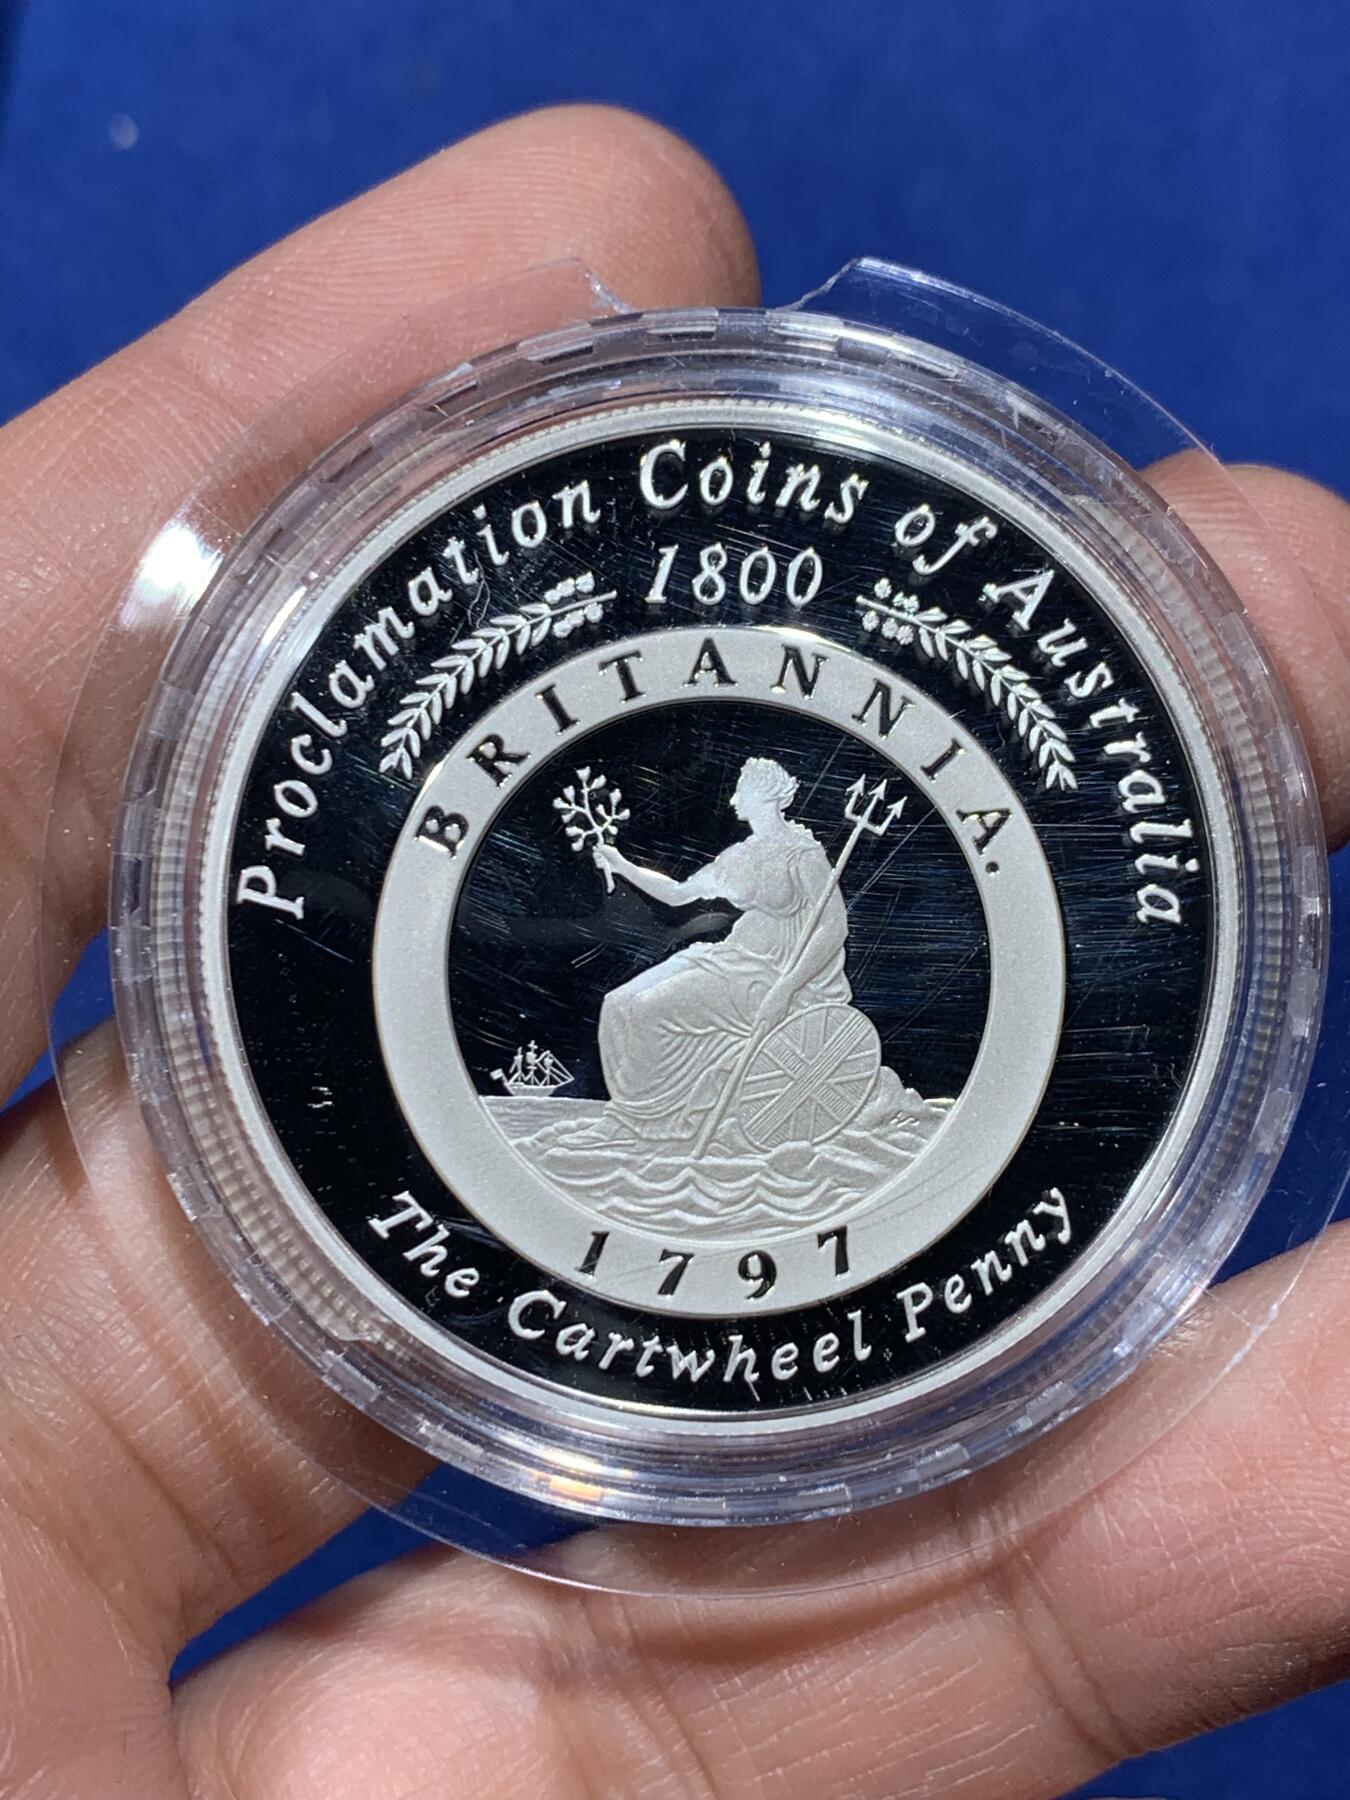 Proclamation Coins of Australia
1800
BRITANNIA.
1797
The Cartwheel Penny